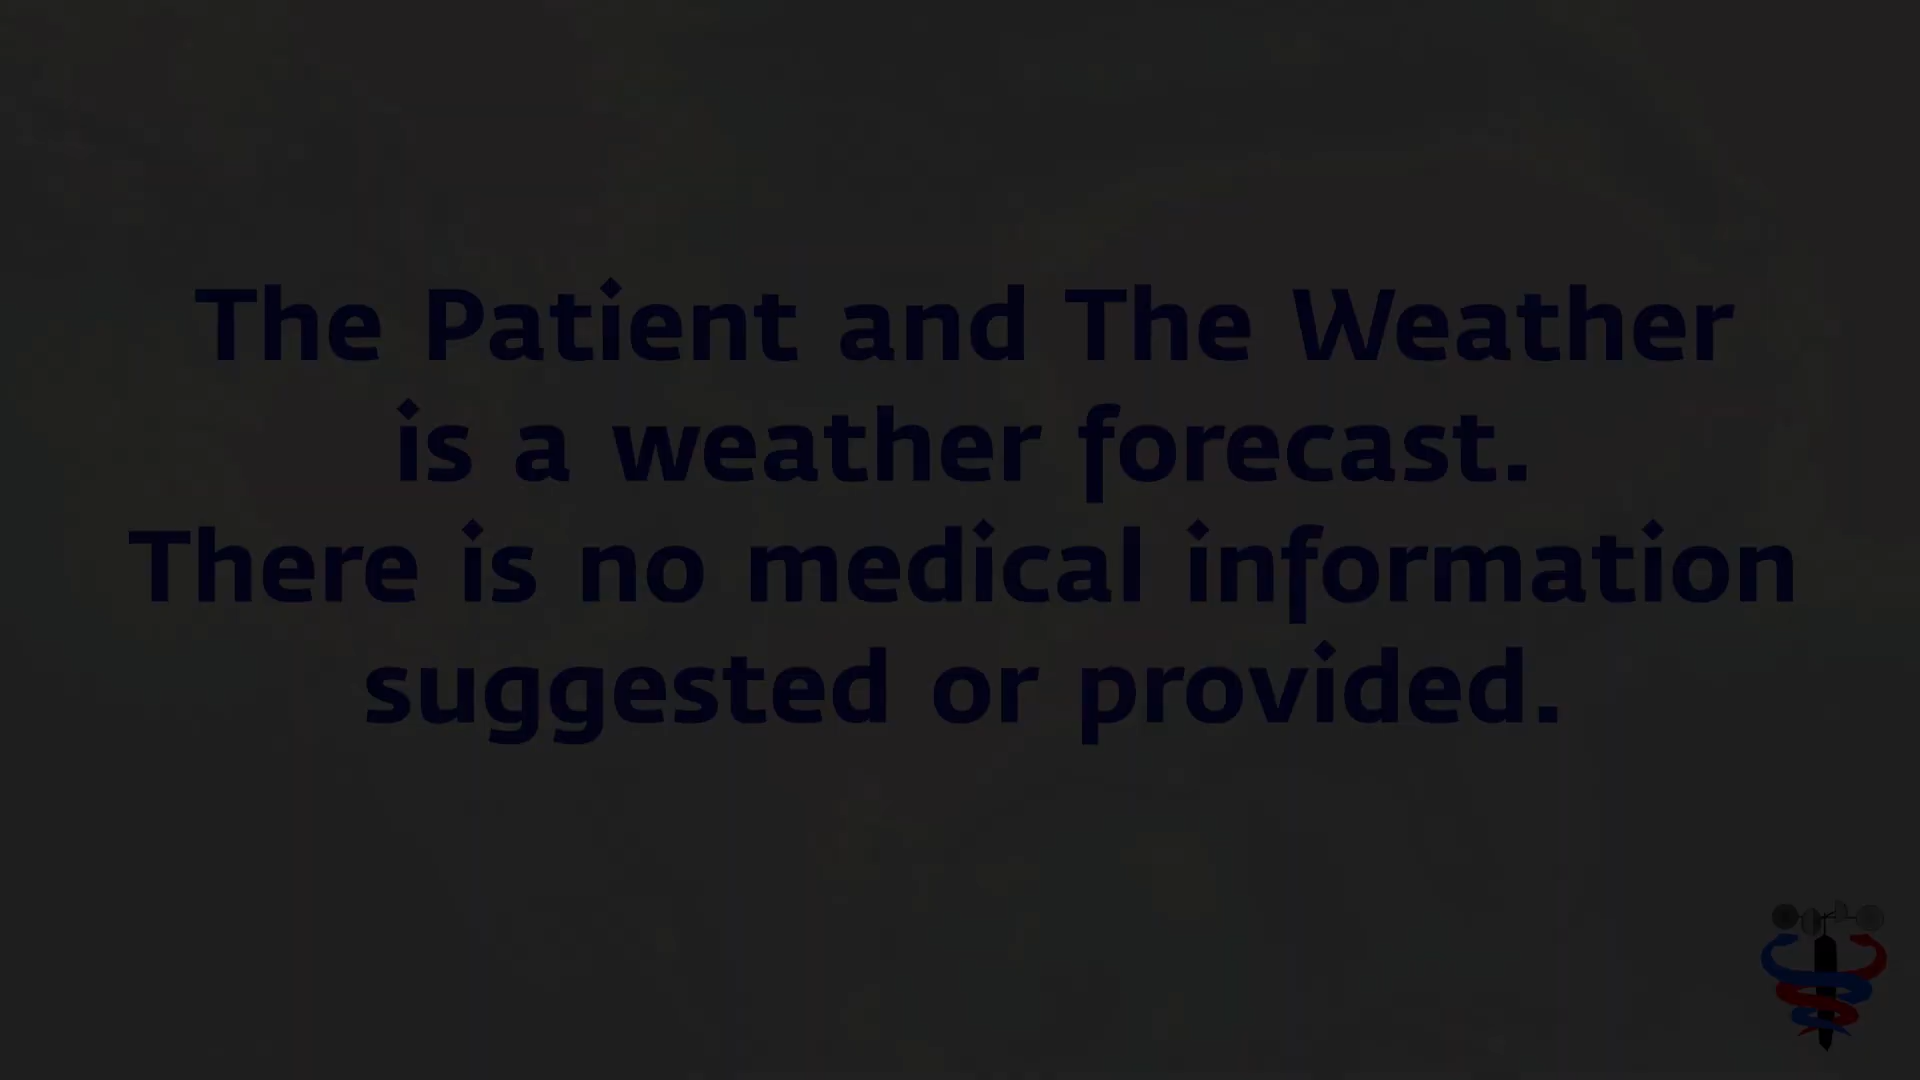 The Patient and The Weather
is a weather forecast.
There is no medical information
suggested or provided.